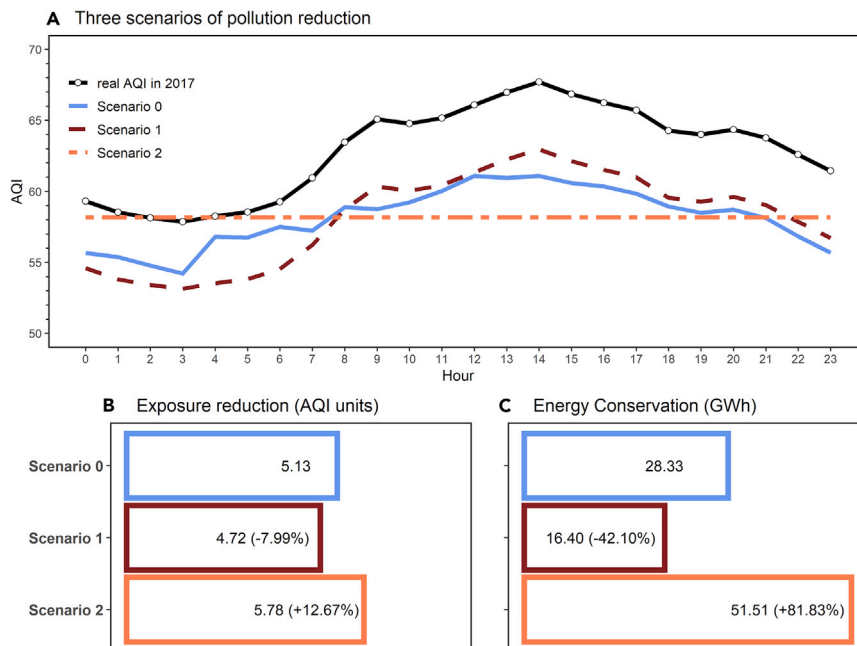 A Three scenarios of pollution reduction
70
65
60
55
50
AQI
real AQI in 2017
Scenario 0
Scenario 1
Scenario 2
0 1 2 3 4 5 6 7 8 9 10 11 12 13 14 15 16 17 18 19 20 21 22 23
Hour
B Exposure reduction (AQI units)
Scenario 0 5.13
Scenario 1 4.72 (-7.99%)
Scenario 2 5.78 (+12.67%)
C Energy Conservation (GWh)
28.33
16.40 (-42.10%)
51.51 (+81.83%)